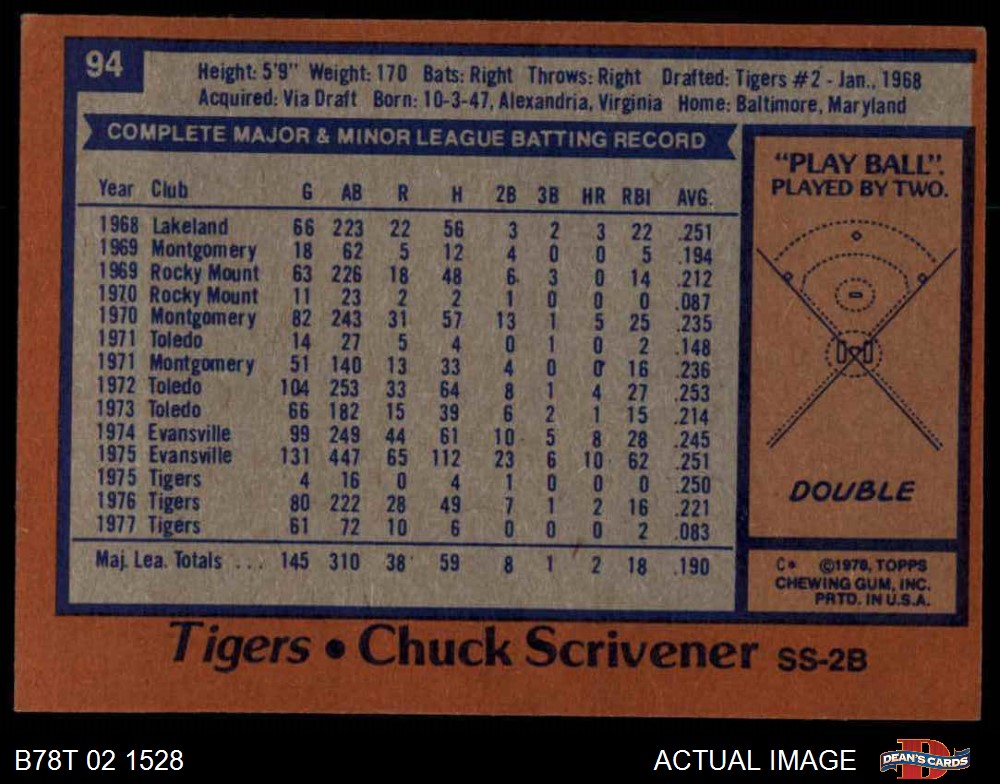 94
Height: 5'9" Weight: 170 Bats: Right Throws: Right Drafted: Tigers #2 - Jan., 1968
Acquired: Via Draft Born: 10-3-47, Alexandria, Virginia Home: Baltimore, Maryland
COMPLETE MAJOR & MINOR LEAGUE BATTING RECORD
Year Club G AB R H 2B 3B HR RBI AVG.
1968 Lakeland 66 223 22 56 3 2 3 22 .251
1969 Montgomery 18 62 5 12 4 0 0 5 .194
1969 Rocky Mount 63 226 18 48 6 3 0 14 .212
1970 Rocky Mount 11 23 2 2 1 0 0 0 .087
1970 Montgomery 82 243 31 57 13 1 5 25 .235
1971 Toledo 14 27 5 4 0 1 0 2 .148
1971 Montgomery 51 140 13 33 4 0 0 16 .236
1972 Toledo 104 253 33 64 8 1 4 27 .253
1973 Toledo 66 182 15 39 6 2 1 15 .214
1974 Evansville 99 249 44 61 10 5 8 28 .245
1975 Evansville 131 447 65 112 23 6 10 62 .251
1975 Tigers 4 16 0 4 1 0 0 0 .250
1976 Tigers 80 222 28 49 7 1 2 16 .221
1977 Tigers 61 72 10 6 0 0 0 2 .083
Maj. Lea. Totals ... 145 310 38 59 8 1 2 18 .190
"PLAY BALL".
PLAYED BY TWO.
DOUBLE
C* ©1978, TOPPS
CHEWING GUM, INC.
PRTD. IN U.S.A.
Tigers • Chuck Scrivener SS-2B
B78T 02 1528
ACTUAL IMAGE
DEAN'S CARDS